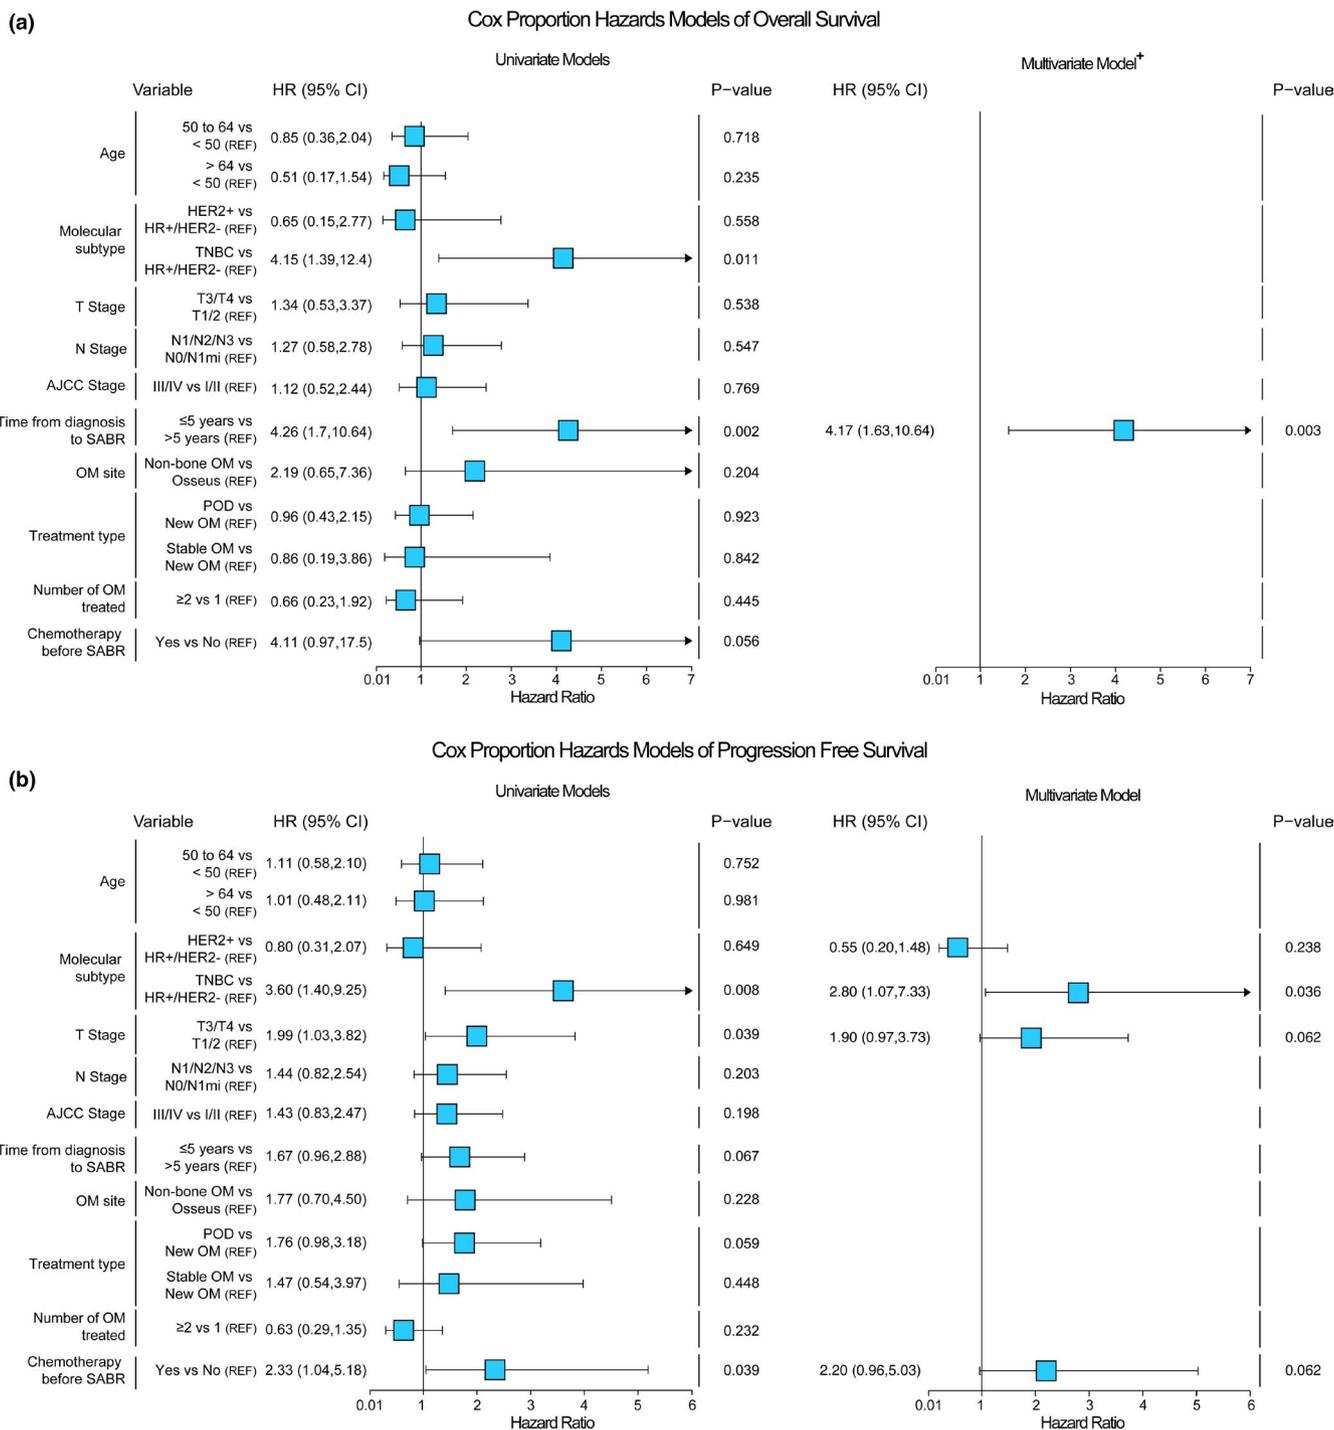 (a)
Cox Proportion Hazards Models of Overall Survival
Univariate Models
Multivariate Model+
Variable HR (95% CI) P−value HR (95% CI) P−value
Age
50 to 64 vs
< 50 (REF) 0.85 (0.36,2.04) 0.718
> 64 vs
< 50 (REF) 0.51 (0.17,1.54) 0.235
Molecular
subtype
HER2+ vs
HR+/HER2- (REF) 0.65 (0.15,2.77) 0.558
TNBC vs
HR+/HER2- (REF) 4.15 (1.39,12.4) 0.011
T Stage
T3/T4 vs
T1/2 (REF) 1.34 (0.53,3.37) 0.538
N Stage
N1/N2/N3 vs
N0/N1mi (REF) 1.27 (0.58,2.78) 0.547
AJCC Stage III/IV vs I/II (REF) 1.12 (0.52,2.44) 0.769
Time from diagnosis
to SABR
≤5 years vs
>5 years (REF) 4.26 (1.7,10.64) 0.002 4.17 (1.63,10.64) 0.003
OM site
Non-bone OM vs
Osseus (REF) 2.19 (0.65,7.36) 0.204
Treatment type
POD vs
New OM (REF) 0.96 (0.43,2.15) 0.923
Stable OM vs
New OM (REF) 0.86 (0.19,3.86) 0.842
Number of OM
treated
≥2 vs 1 (REF) 0.66 (0.23,1.92) 0.445
Chemotherapy
before SABR
Yes vs No (REF) 4.11 (0.97,17.5) 0.056
0.01 1 2 3 4 5 6 7
Hazard Ratio
0.01 1 2 3 4 5 6 7
Hazard Ratio
Cox Proportion Hazards Models of Progression Free Survival
(b)
Univariate Models
Multivariate Model
Variable HR (95% CI) P−value HR (95% CI) P−value
Age
50 to 64 vs
< 50 (REF) 1.11 (0.58,2.10) 0.752
> 64 vs
< 50 (REF) 1.01 (0.48,2.11) 0.981
Molecular
subtype
HER2+ vs
HR+/HER2- (REF) 0.80 (0.31,2.07) 0.649 0.55 (0.20,1.48) 0.238
TNBC vs
HR+/HER2- (REF) 3.60 (1.40,9.25) 0.008 2.80 (1.07,7.33) 0.036
T Stage
T3/T4 vs
T1/2 (REF) 1.99 (1.03,3.82) 0.039 1.90 (0.97,3.73) 0.062
N Stage
N1/N2/N3 vs
N0/N1mi (REF) 1.44 (0.82,2.54) 0.203
AJCC Stage III/IV vs I/II (REF) 1.43 (0.83,2.47) 0.198
Time from diagnosis
to SABR
≤5 years vs
>5 years (REF) 1.67 (0.96,2.88) 0.067
OM site
Non-bone OM vs
Osseus (REF) 1.77 (0.70,4.50) 0.228
Treatment type
POD vs
New OM (REF) 1.76 (0.98,3.18) 0.059
Stable OM vs
New OM (REF) 1.47 (0.54,3.97) 0.448
Number of OM
treated
≥2 vs 1 (REF) 0.63 (0.29,1.35) 0.232
Chemotherapy
before SABR
Yes vs No (REF) 2.33 (1.04,5.18) 0.039 2.20 (0.96,5.03) 0.062
0.01 1 2 3 4 5 6
Hazard Ratio
0.01 1 2 3 4 5 6
Hazard Ratio